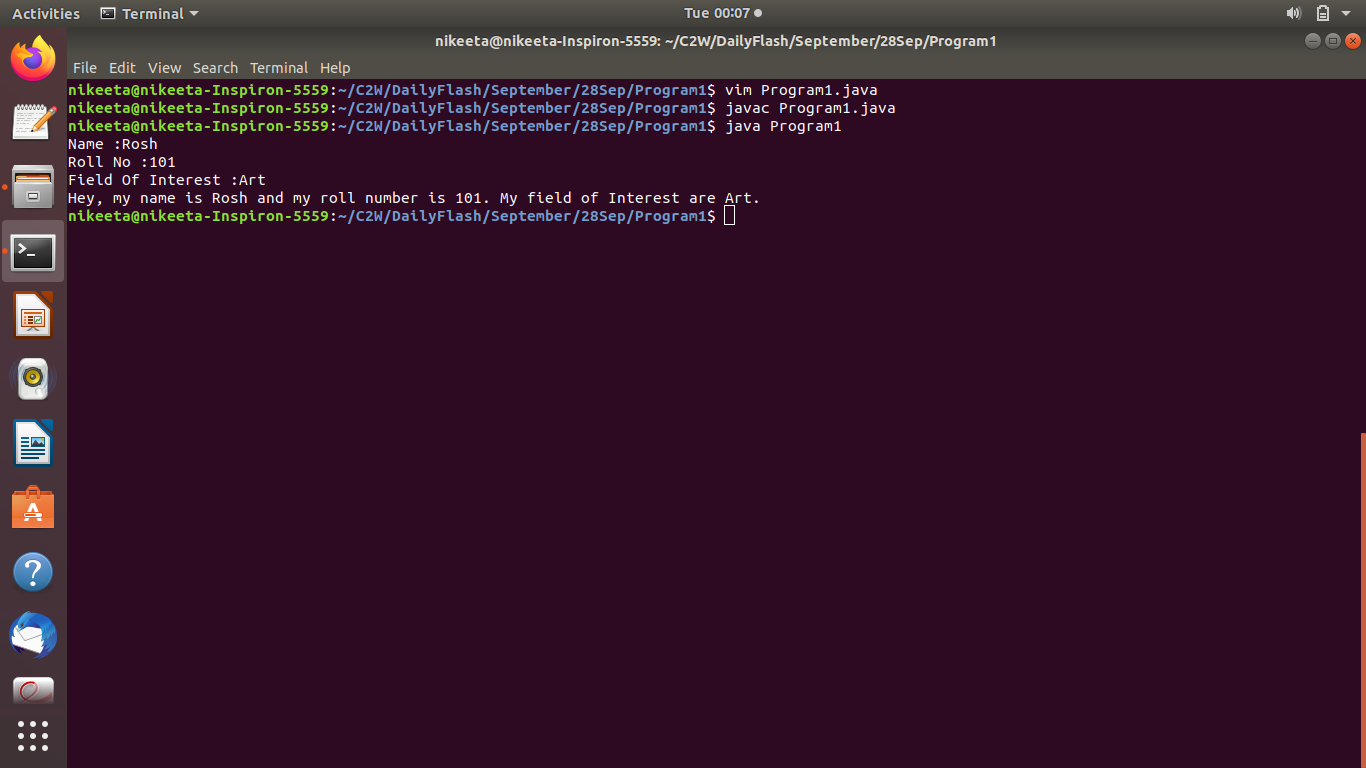 Activities Terminal Tue 00:07
nikeeta@nikeeta-Inspiron-5559: ~/C2W/DailyFlash/September/28Sep/Program1
File Edit View Search Terminal Help
nikeeta@nikeeta-Inspiron-5559:~/C2W/DailyFlash/September/28Sep/Program1$ vim Program1.java
nikeeta@nikeeta-Inspiron-5559:~/C2W/DailyFlash/September/28Sep/Program1$ javac Program1.java
nikeeta@nikeeta-Inspiron-5559:~/C2W/DailyFlash/September/28Sep/Program1$ java Program1
Name :Rosh
Roll No :101
Field Of Interest :Art
Hey, my name is Rosh and my roll number is 101. My field of Interest are Art.
nikeeta@nikeeta-Inspiron-5559:~/C2W/DailyFlash/September/28Sep/Program1$